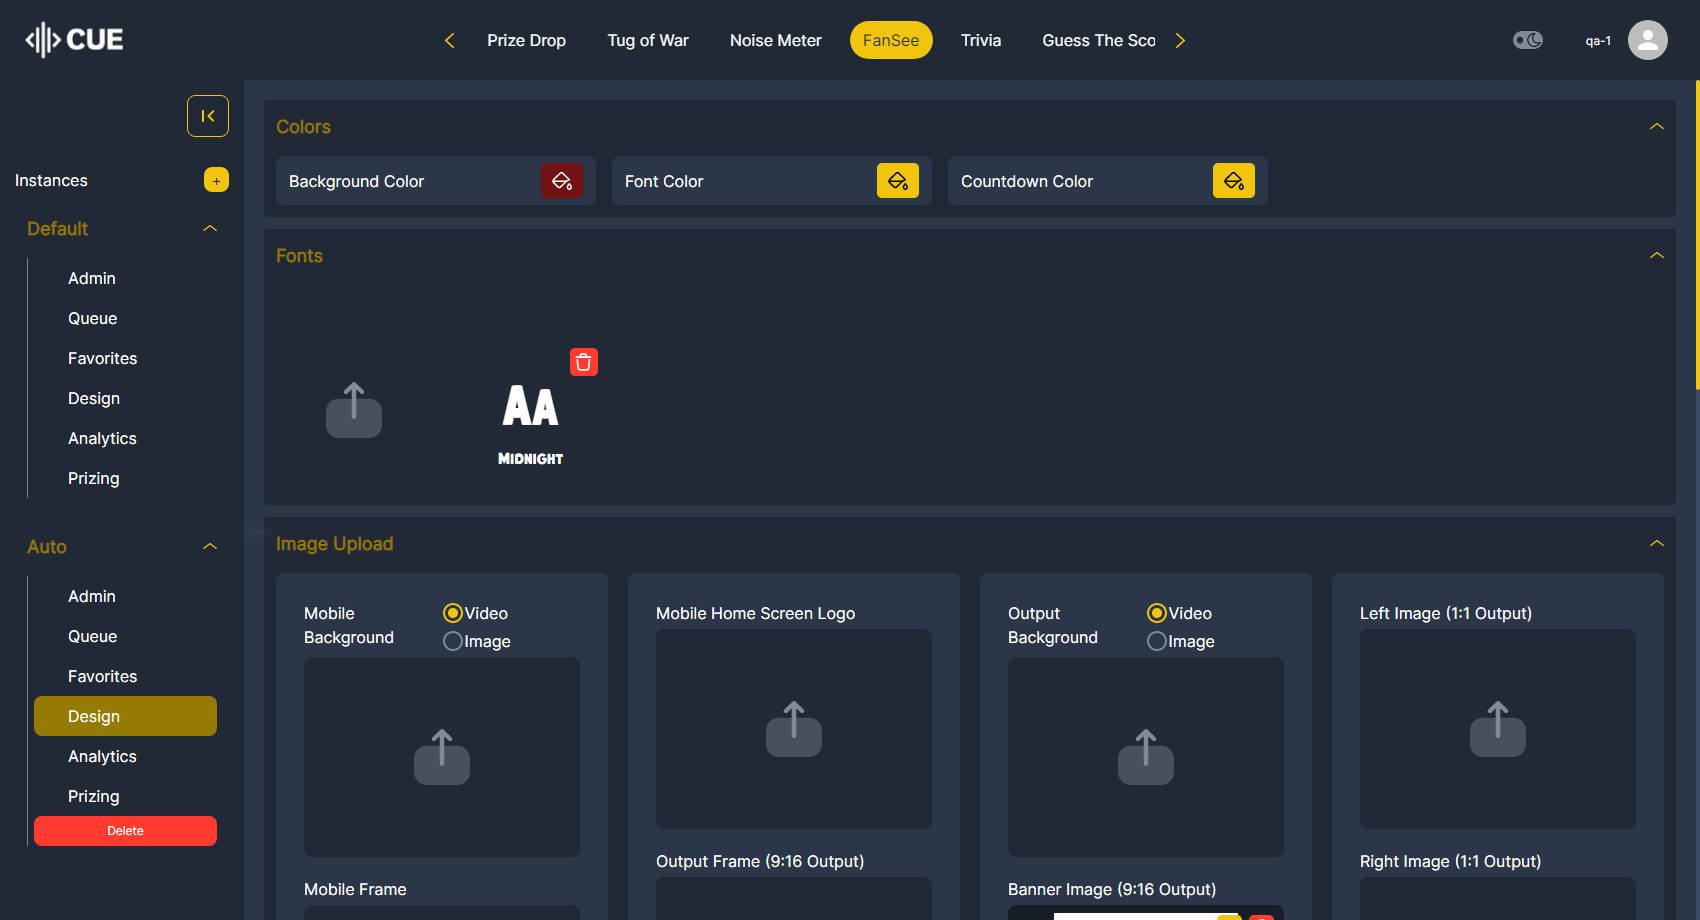 CUE
Prize Drop
Tug of War
Noise Meter
FanSee
Trivia
Guess The Sco
qa-1
Instances
+
Default
Admin
Queue
Favorites
Design
Analytics
Prizing
Auto
Admin
Queue
Favorites
Design
Analytics
Prizing
Delete
Colors
Background Color
Font Color
Countdown Color
Fonts
AA
MIDNIGHT
Image Upload
Mobile
Background
Video
Image
Mobile Home Screen Logo
Output
Background
Video
Image
Left Image (1:1 Output)
Mobile Frame
Output Frame (9:16 Output)
Banner Image (9:16 Output)
Right Image (1:1 Output)